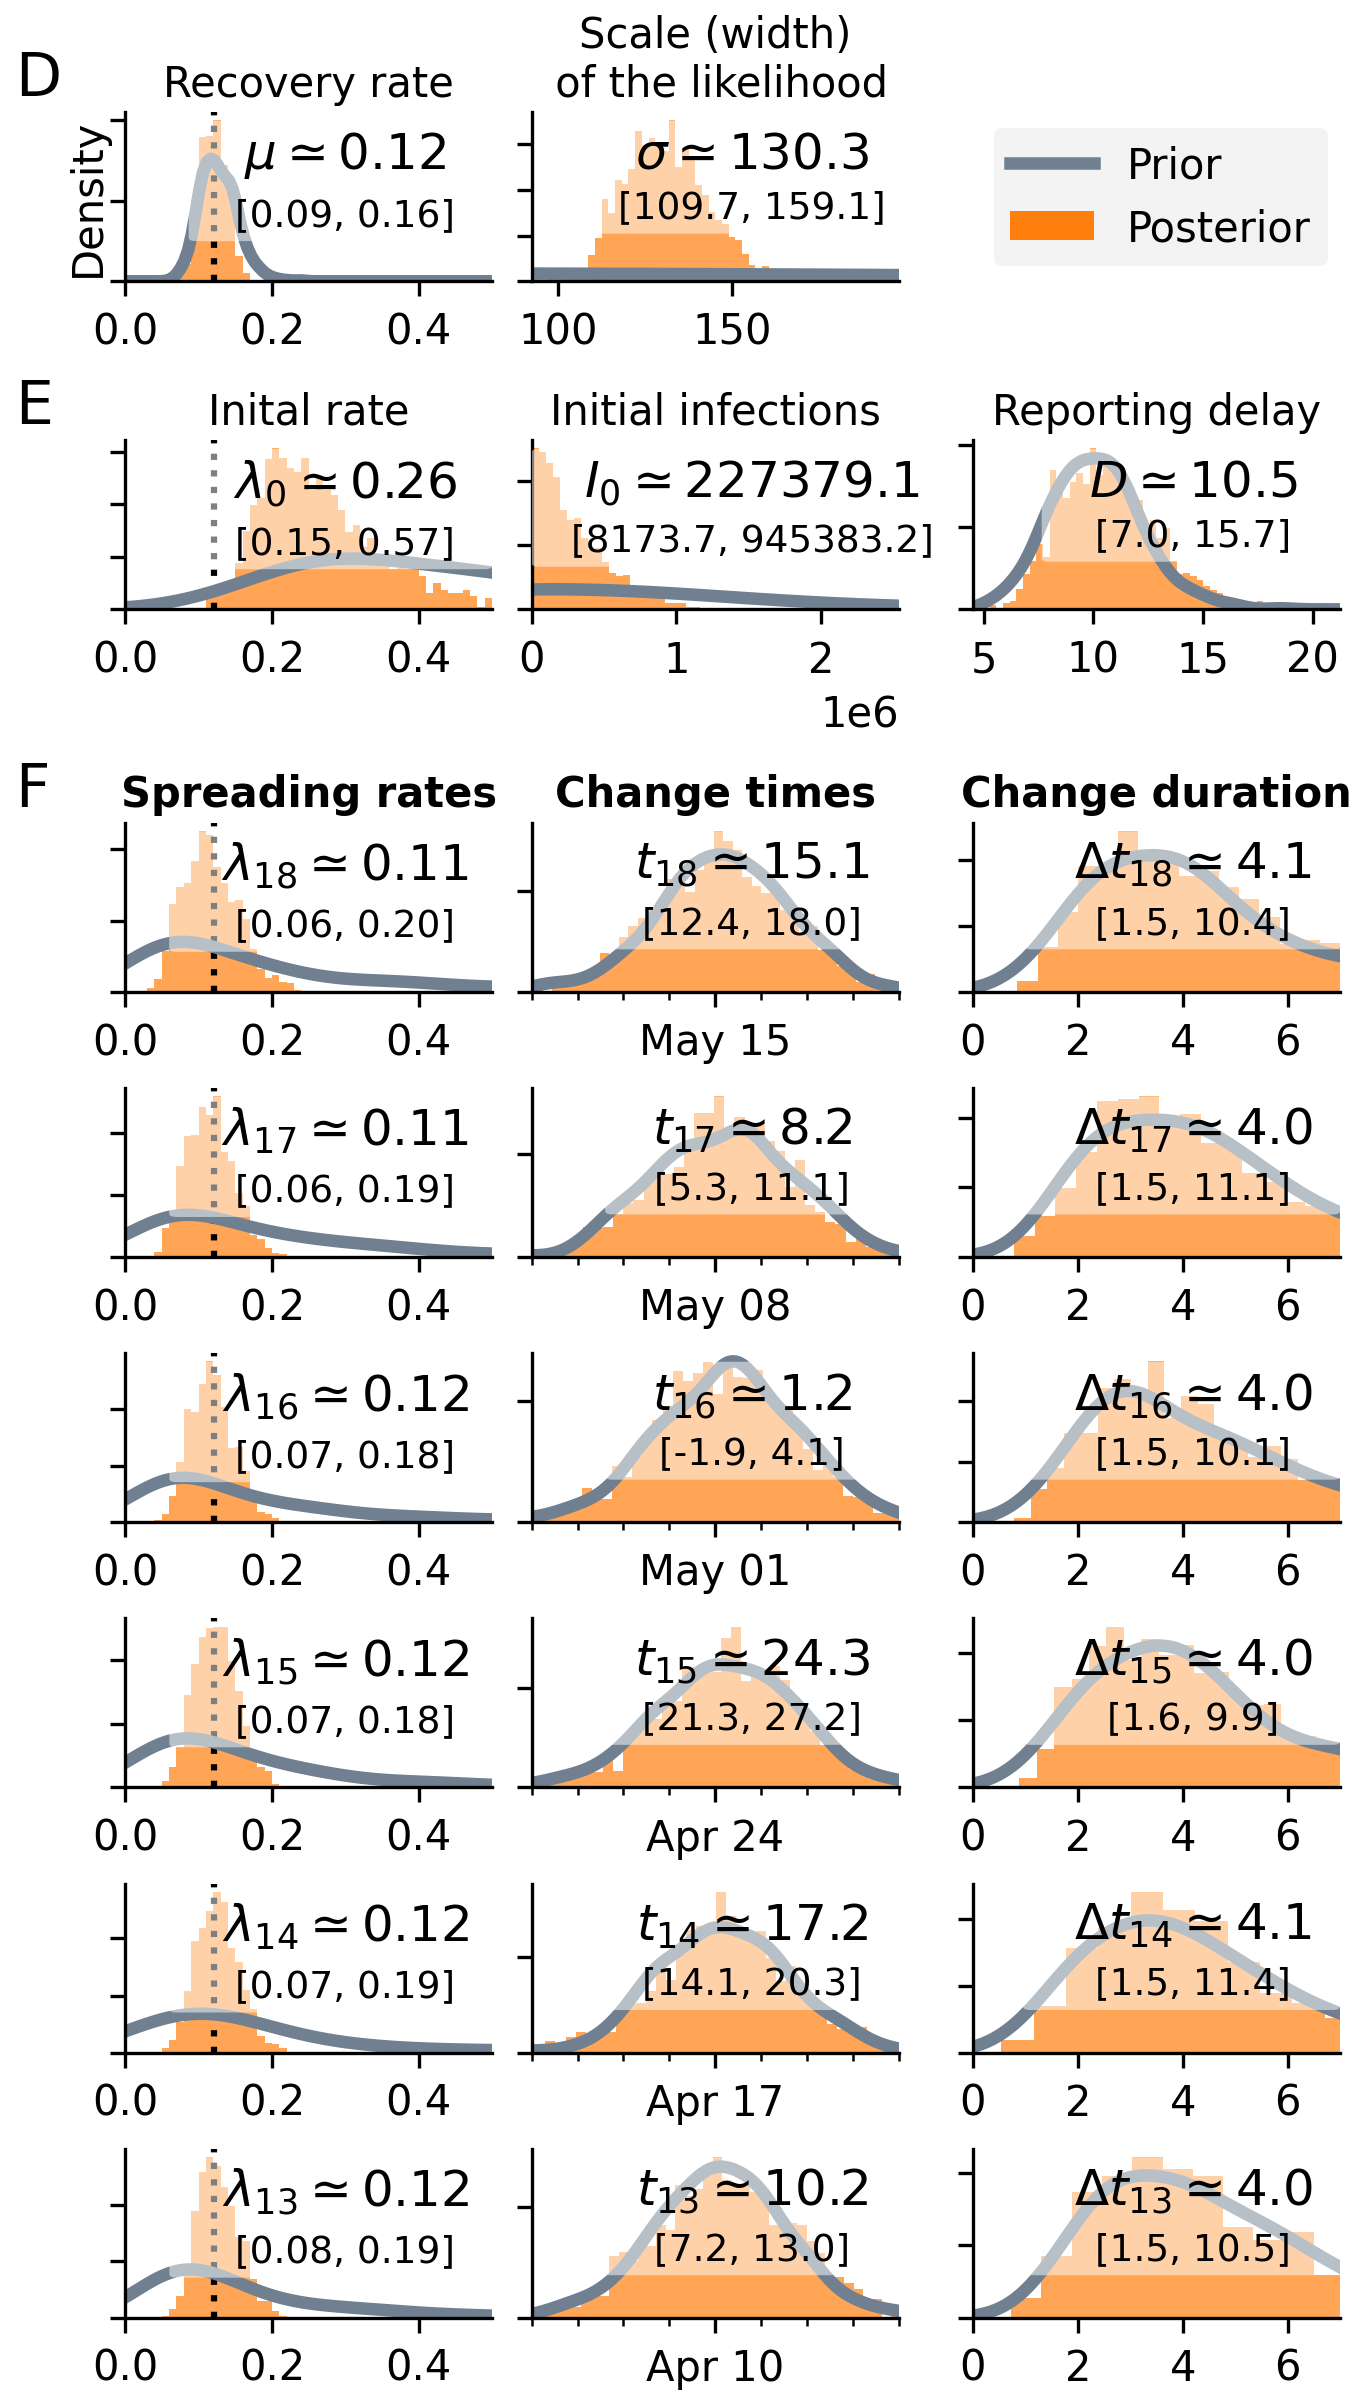 D
Recovery rate
Scale (width)
of the likelihood
Density
μ ≃ 0.12
[0.09, 0.16]
σ ≃ 130.3
[109.7, 159.1]
Prior
Posterior
0.0 0.2 0.4
100 150
E
Inital rate
Initial infections
Reporting delay
λ0 ≃ 0.26
[0.15, 0.57]
I0 ≃ 227379.1
[8173.7, 945383.2]
D ≃ 10.5
[7.0, 15.7]
0.0 0.2 0.4
0 1 2
1e6
5 10 15 20
F
Spreading rates
Change times
Change duration
λ18 ≃ 0.11
[0.06, 0.20]
t18 ≃ 15.1
[12.4, 18.0]
Δt18 ≃ 4.1
[1.5, 10.4]
0.0 0.2 0.4
May 15
0 2 4 6
λ17 ≃ 0.11
[0.06, 0.19]
t17 ≃ 8.2
[5.3, 11.1]
Δt17 ≃ 4.0
[1.5, 11.1]
0.0 0.2 0.4
May 08
0 2 4 6
λ16 ≃ 0.12
[0.07, 0.18]
t16 ≃ 1.2
[-1.9, 4.1]
Δt16 ≃ 4.0
[1.5, 10.1]
0.0 0.2 0.4
May 01
0 2 4 6
λ15 ≃ 0.12
[0.07, 0.18]
t15 ≃ 24.3
[21.3, 27.2]
Δt15 ≃ 4.0
[1.6, 9.9]
0.0 0.2 0.4
Apr 24
0 2 4 6
λ14 ≃ 0.12
[0.07, 0.19]
t14 ≃ 17.2
[14.1, 20.3]
Δt14 ≃ 4.1
[1.5, 11.4]
0.0 0.2 0.4
Apr 17
0 2 4 6
λ13 ≃ 0.12
[0.08, 0.19]
t13 ≃ 10.2
[7.2, 13.0]
Δt13 ≃ 4.0
[1.5, 10.5]
0.0 0.2 0.4
Apr 10
0 2 4 6